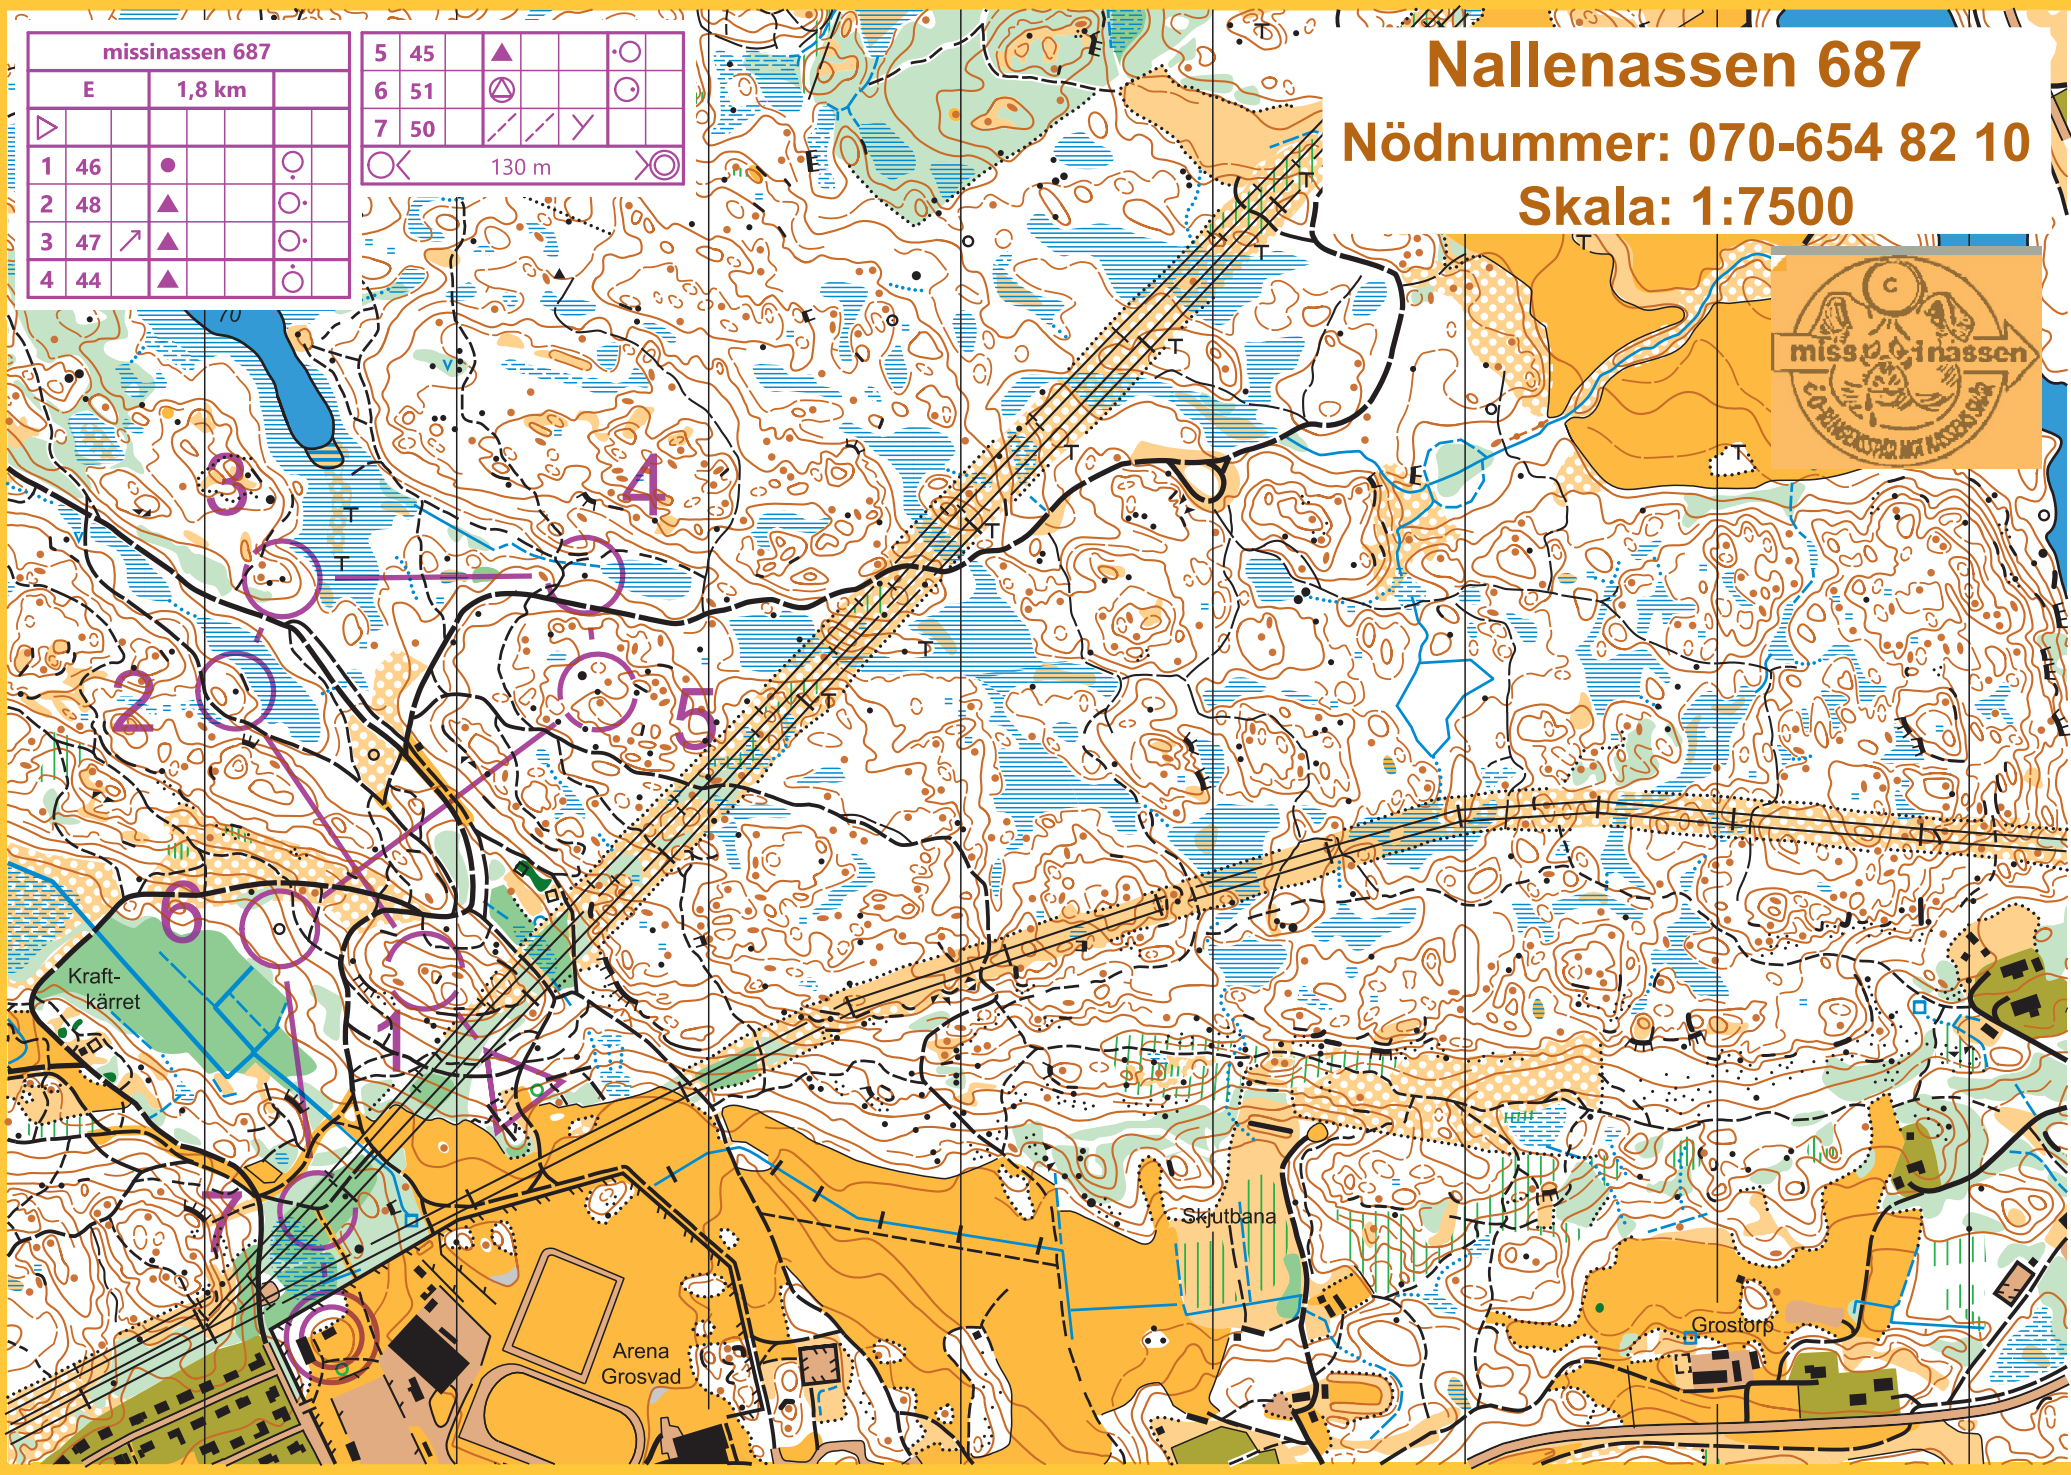 missinassen 687
E 1,8 km
1 46
2 48
3 47
4 44
5 45
6 51
7 50
130 m
Nallenassen 687
Nödnummer: 070-654 82 10
Skala: 1:7500
C
missinassen
70
3
4
2
5
6
1
7
Kraft-
kärret
Skjutbana
Grostorp
Arena
Grosvad